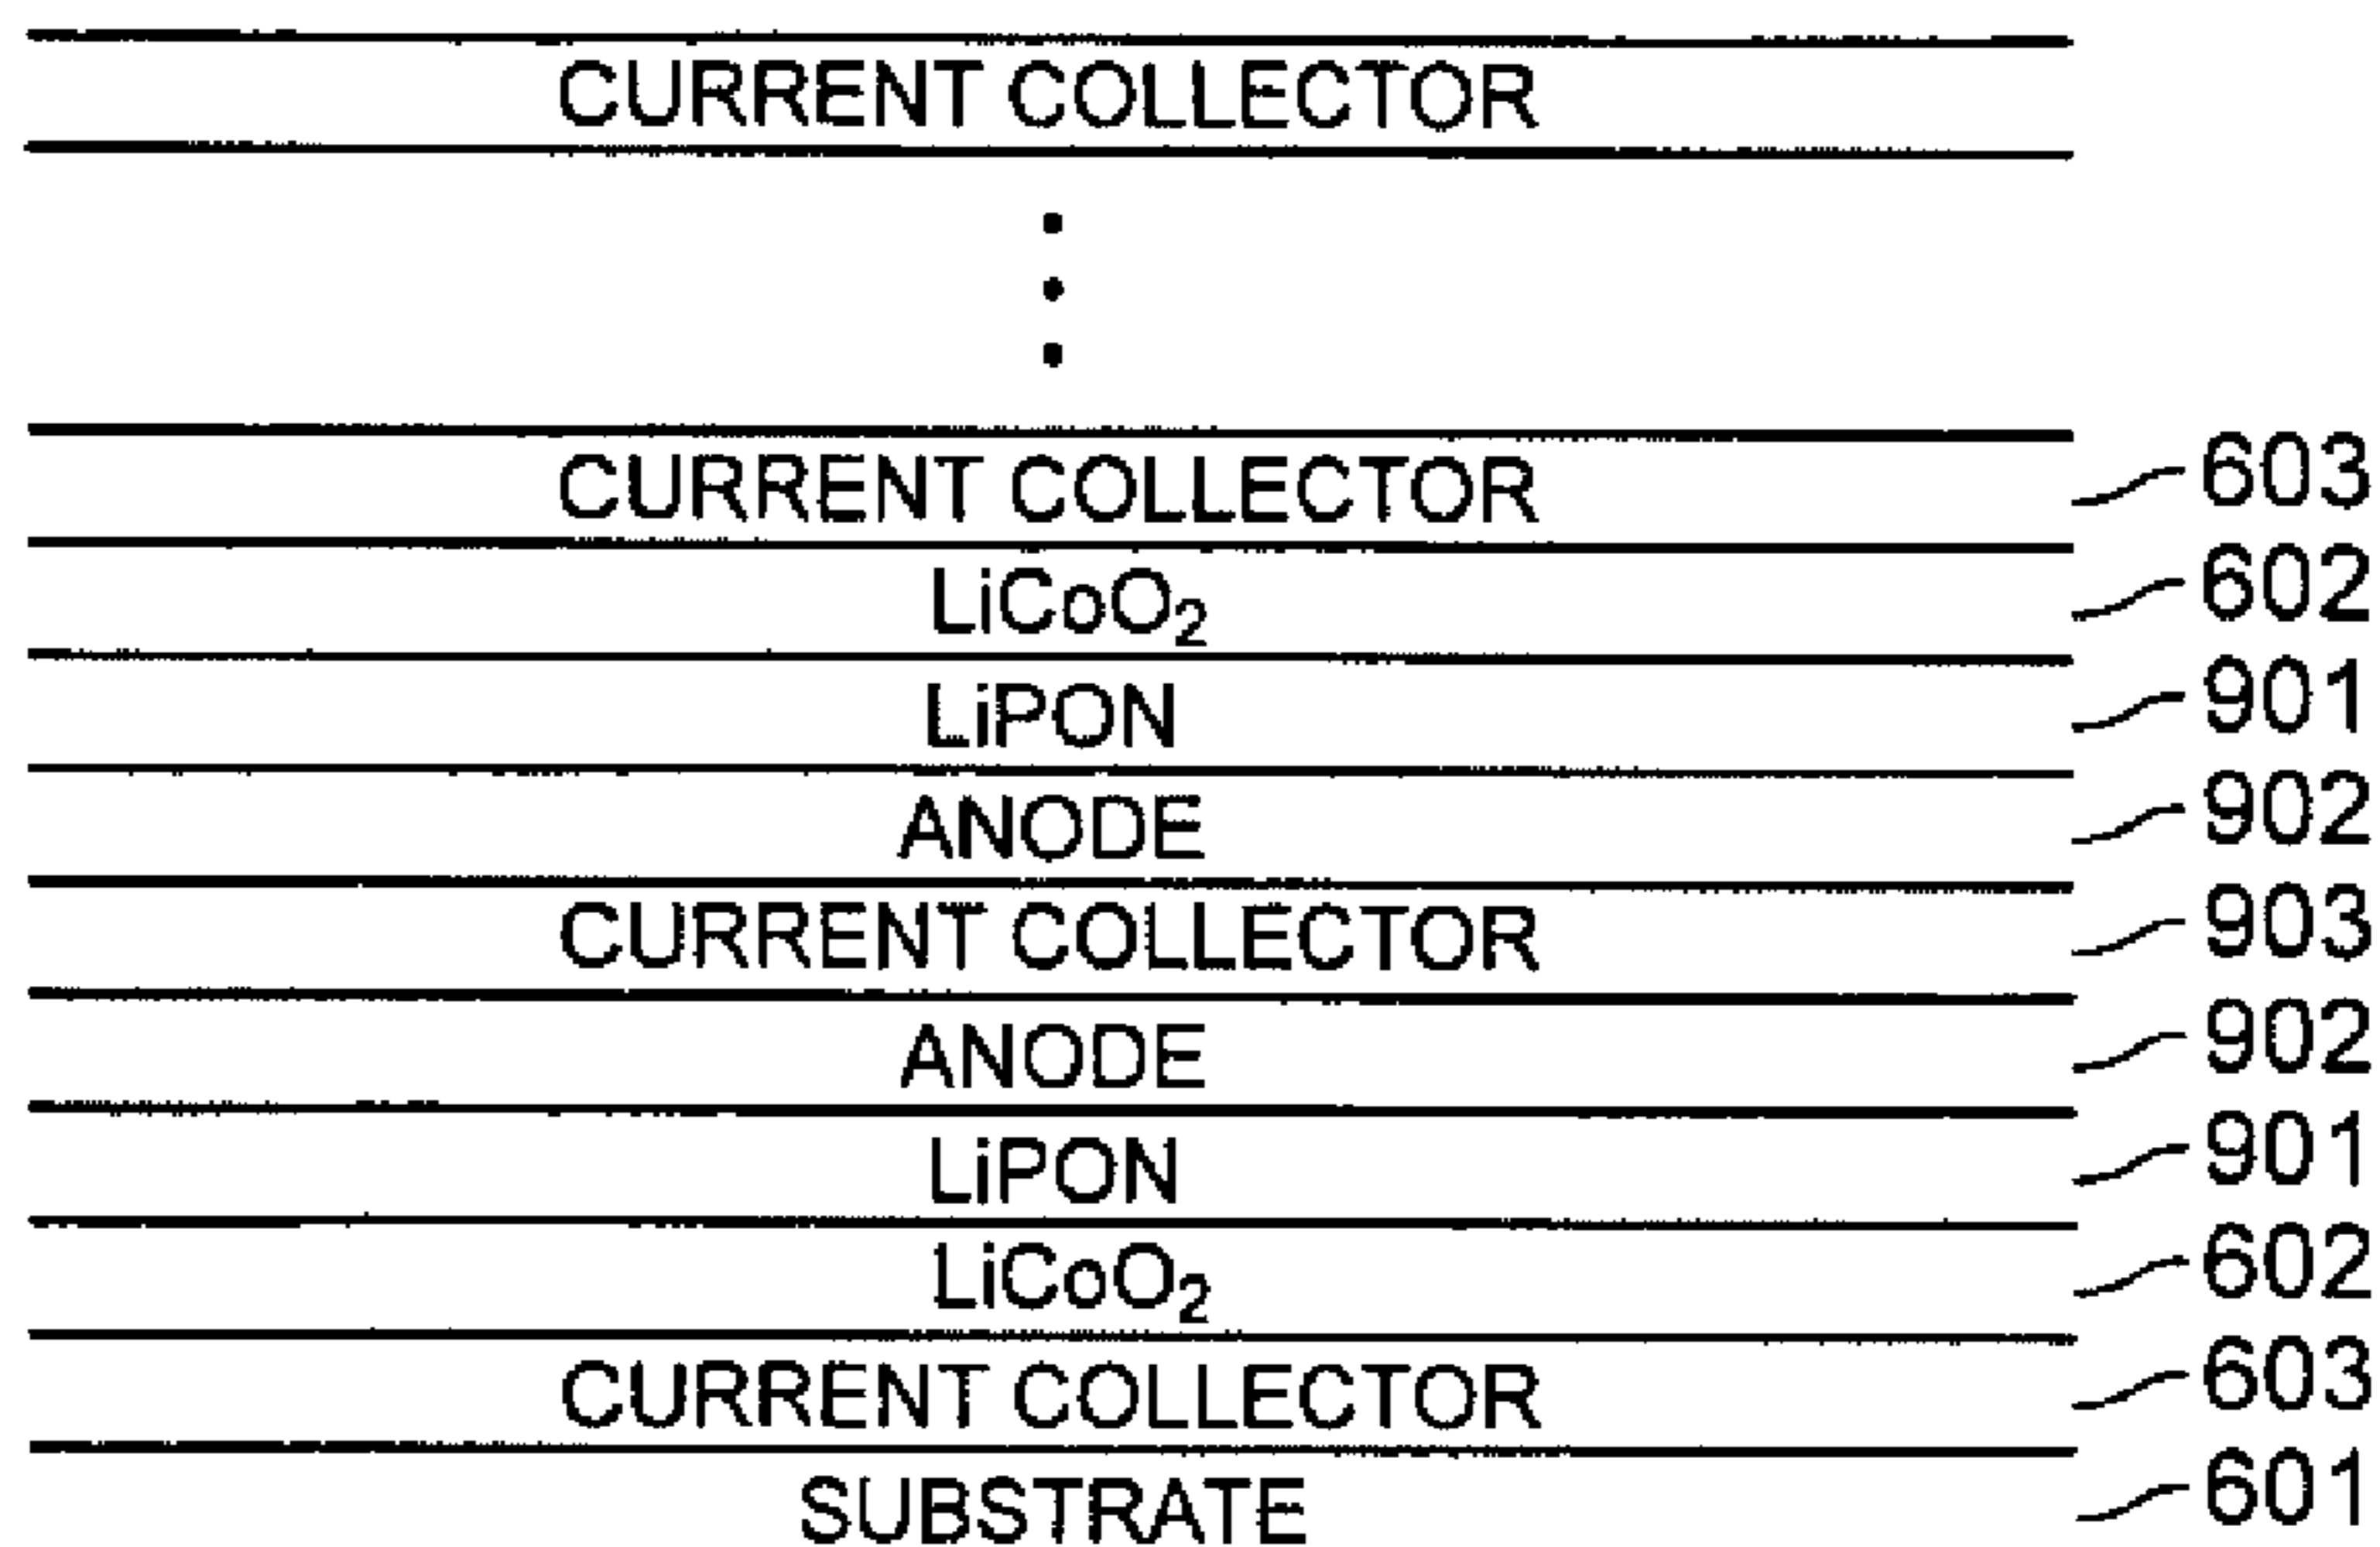 CURRENT COLLECTOR
CURRENT COLLECTOR 603
LiCoO₂ 602
LiPON 901
ANODE 902
CURRENT COLLECTOR 903
ANODE 902
LiPON 901
LiCoO₂ 602
CURRENT COLLECTOR 603
SUBSTRATE 601